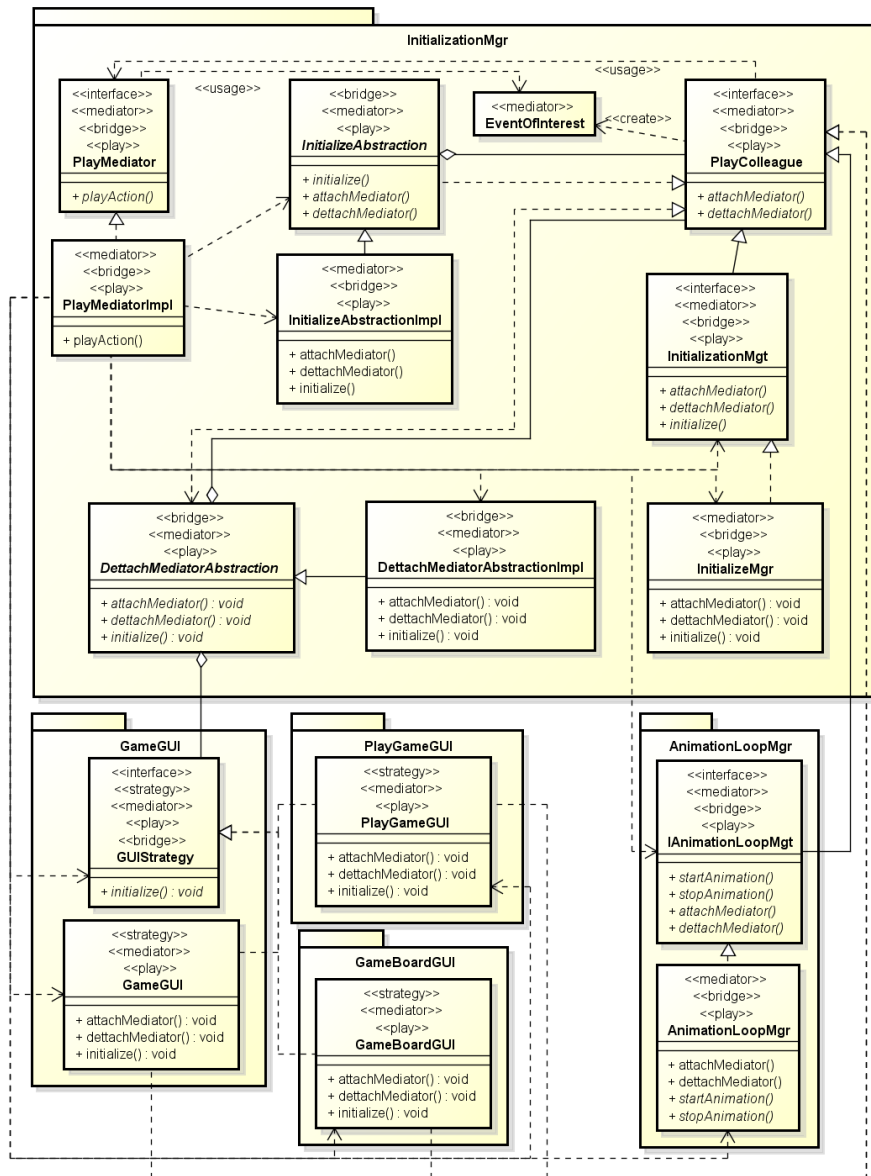 InitializationMgr
<<usage>>
<<usage>>
<<create>>
<<interface>>
<<mediator>>
<<bridge>>
<<play>>
PlayMediator
+ playAction()
<<bridge>>
<<mediator>>
<<play>>
InitializeAbstraction
+ initialize()
+ attachMediator()
+ dettachMediator()
<<mediator>>
EventOfInterest
<<interface>>
<<mediator>>
<<bridge>>
<<play>>
PlayColleague
+ attachMediator()
+ dettachMediator()
<<mediator>>
<<bridge>>
<<play>>
PlayMediatorImpl
+ playAction()
<<mediator>>
<<bridge>>
<<play>>
InitializeAbstractionImpl
+ attachMediator()
+ dettachMediator()
+ initialize()
<<interface>>
<<mediator>>
<<bridge>>
<<play>>
InitializationMgt
+ attachMediator()
+ dettachMediator()
+ initialize()
<<bridge>>
<<mediator>>
<<play>>
DettachMediatorAbstraction
+ attachMediator() : void
+ dettachMediator() : void
+ initialize() : void
<<bridge>>
<<mediator>>
<<play>>
DettachMediatorAbstractionImpl
+ attachMediator() : void
+ dettachMediator() : void
+ initialize() : void
<<mediator>>
<<bridge>>
<<play>>
InitializeMgr
+ attachMediator() : void
+ dettachMediator() : void
+ initialize() : void
GameGUI
<<interface>>
<<strategy>>
<<mediator>>
<<play>>
<<bridge>>
GUIStrategy
+ initialize() : void
<<strategy>>
<<mediator>>
<<play>>
GameGUI
+ attachMediator() : void
+ dettachMediator() : void
+ initialize() : void
PlayGameGUI
<<strategy>>
<<mediator>>
<<play>>
PlayGameGUI
+ attachMediator() : void
+ dettachMediator() : void
+ initialize() : void
GameBoardGUI
<<strategy>>
<<mediator>>
<<play>>
GameBoardGUI
+ attachMediator() : void
+ dettachMediator() : void
+ initialize() : void
AnimationLoopMgr
<<interface>>
<<mediator>>
<<bridge>>
<<play>>
IAnimationLoopMgt
+ startAnimation()
+ stopAnimation()
+ attachMediator()
+ dettachMediator()
<<mediator>>
<<bridge>>
<<play>>
AnimationLoopMgr
+ attachMediator()
+ dettachMediator()
+ startAnimation()
+ stopAnimation()